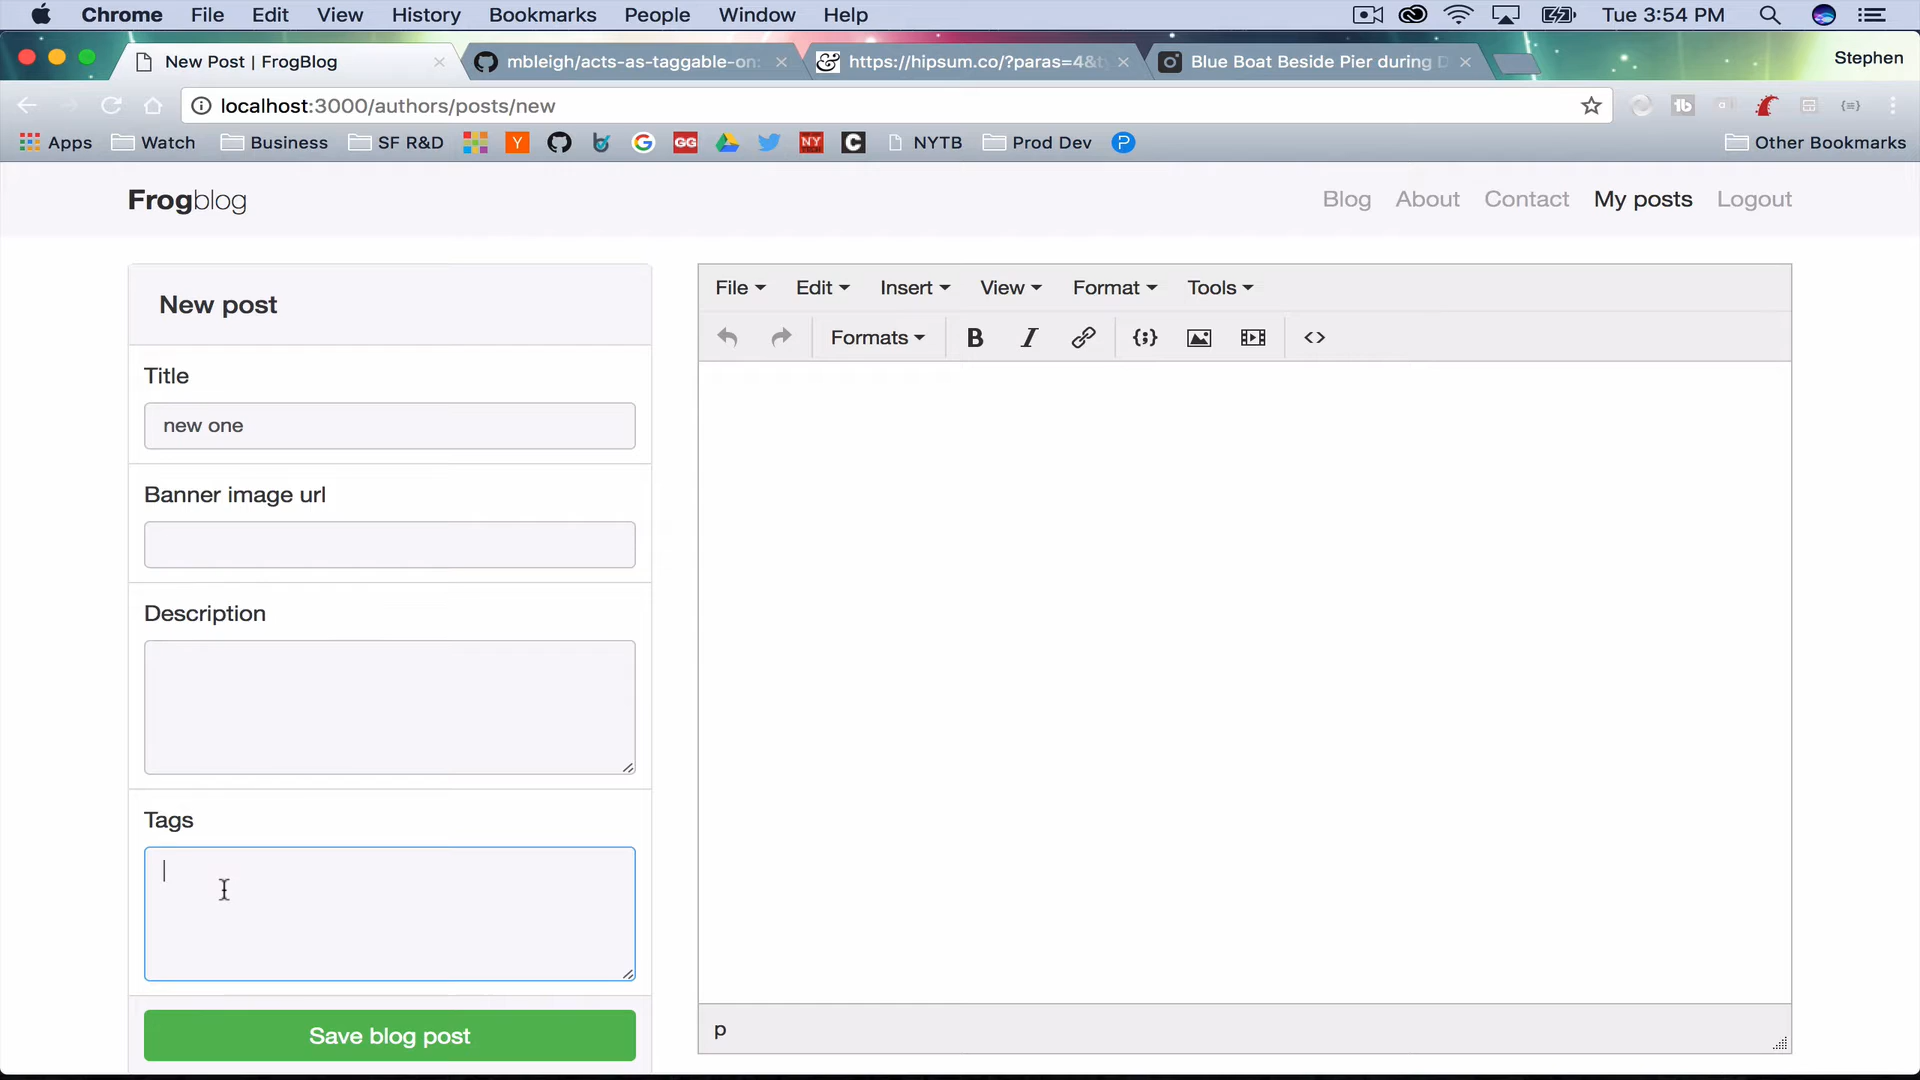 Chrome File Edit View History Bookmarks People Window Help Tue 3:54 PM
New Post | FrogBlog mbleigh/acts-as-taggable-on: https://hipsum.co/?paras=4&ty Blue Boat Beside Pier during D Stephen
localhost:3000/authors/posts/new
Apps Watch Business SF R&D Y G GG NY C NYTB Prod Dev P Other Bookmarks
Frogblog Blog About Contact My posts Logout
New post
Title
new one
Banner image url
Description
Tags
Save blog post
File Edit Insert View Format Tools
Formats B I
p